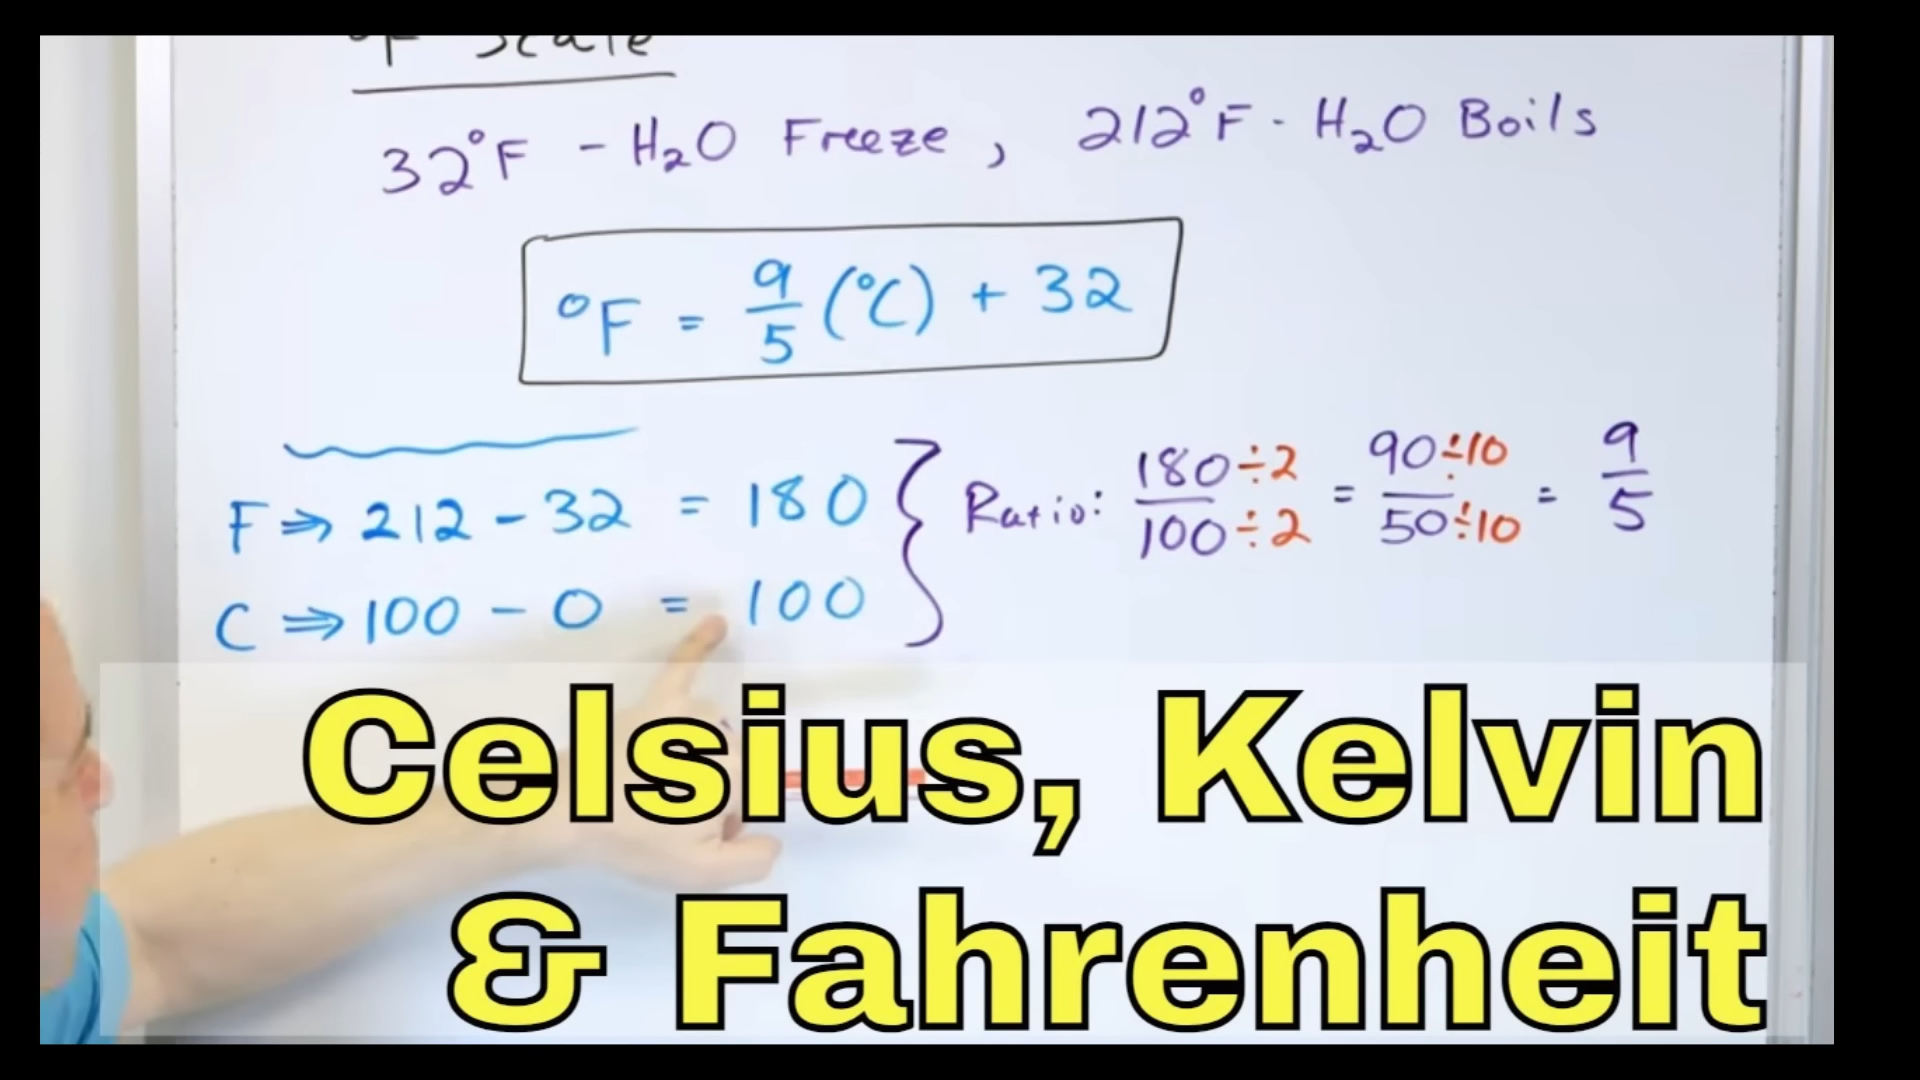 °F Scale
32°F - H₂O Freeze, 212°F - H₂O Boils
°F = 9/5 (°C) + 32
F ⇒ 212 - 32 = 180
C ⇒ 100 - 0 = 100
Ratio: 180÷2/100÷2 = 90÷10/50÷10 = 9/5
Celsius, Kelvin
& Fahrenheit